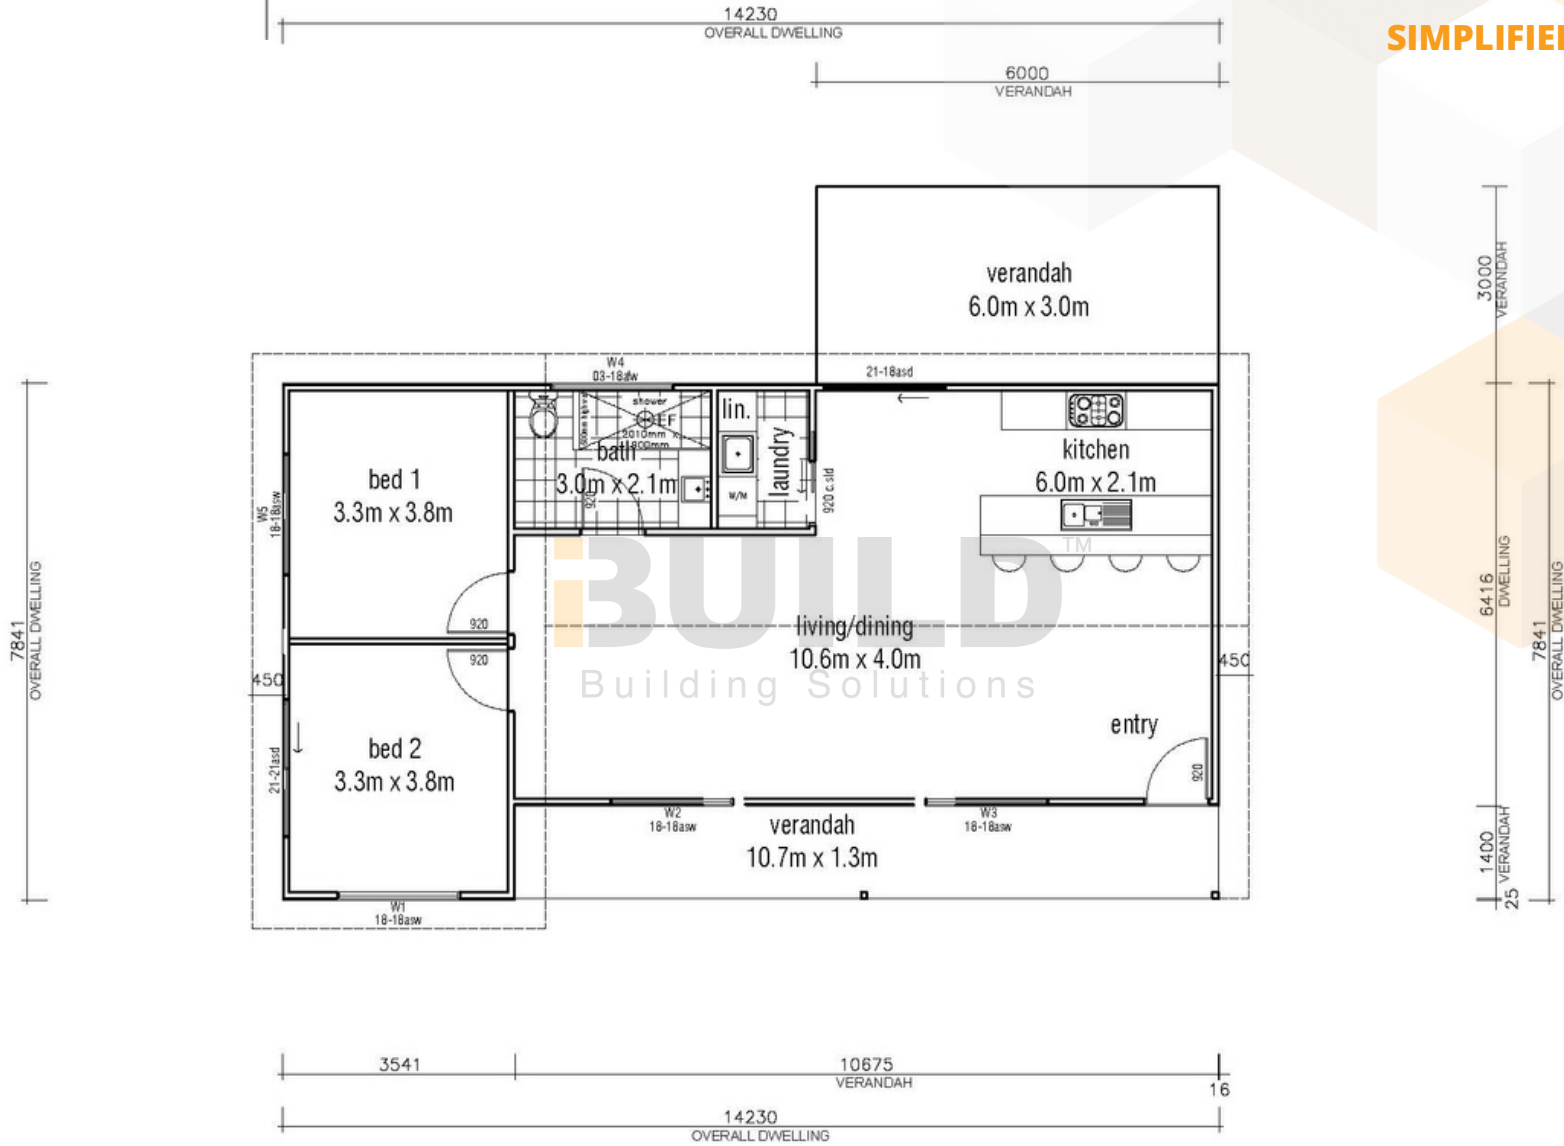 14230
OVERALL DWELLING
SIMPLIFIE
6000
VERANDAH
verandah
6.0m x 3.0m
3000
VERANDAH
W4
03-18afw
21-18asd
shower
EF
2010mm x
900mm
lin.
bath
3.0m x 2.1m
920
laundry
W/M
920 c.sld
kitchen
6.0m x 2.1m
bed 1
3.3m x 3.8m
W5
18-18asw
920
920
iBUILD™
Building Solutions
living/dining
10.6m x 4.0m
6416
DWELLING
7841
OVERALL DWELLING
7841
OVERALL DWELLING
450
450
entry
920
bed 2
3.3m x 3.8m
21-21asd
W2
18-18asw
W3
18-18asw
verandah
10.7m x 1.3m
1400
VERANDAH
25
W1
18-18asw
3541
10675
VERANDAH
16
14230
OVERALL DWELLING